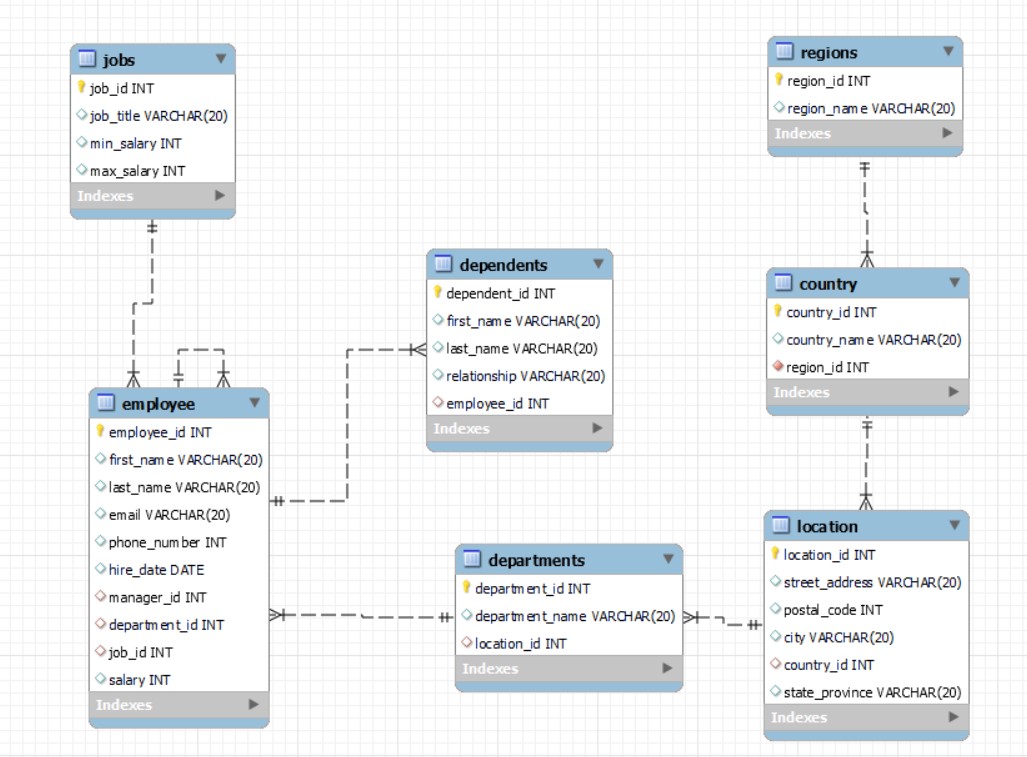 jobs
job_id INT
job_title VARCHAR(20)
min_salary INT
max_salary INT
Indexes
regions
region_id INT
region_name VARCHAR(20)
Indexes
dependents
dependent_id INT
first_name VARCHAR(20)
last_name VARCHAR(20)
relationship VARCHAR(20)
employee_id INT
Indexes
country
country_id INT
country_name VARCHAR(20)
region_id INT
Indexes
employee
employee_id INT
first_name VARCHAR(20)
last_name VARCHAR(20)
email VARCHAR(20)
phone_number INT
hire_date DATE
manager_id INT
department_id INT
job_id INT
salary INT
Indexes
departments
department_id INT
department_name VARCHAR(20)
location_id INT
Indexes
location
location_id INT
street_address VARCHAR(20)
postal_code INT
city VARCHAR(20)
country_id INT
state_province VARCHAR(20)
Indexes